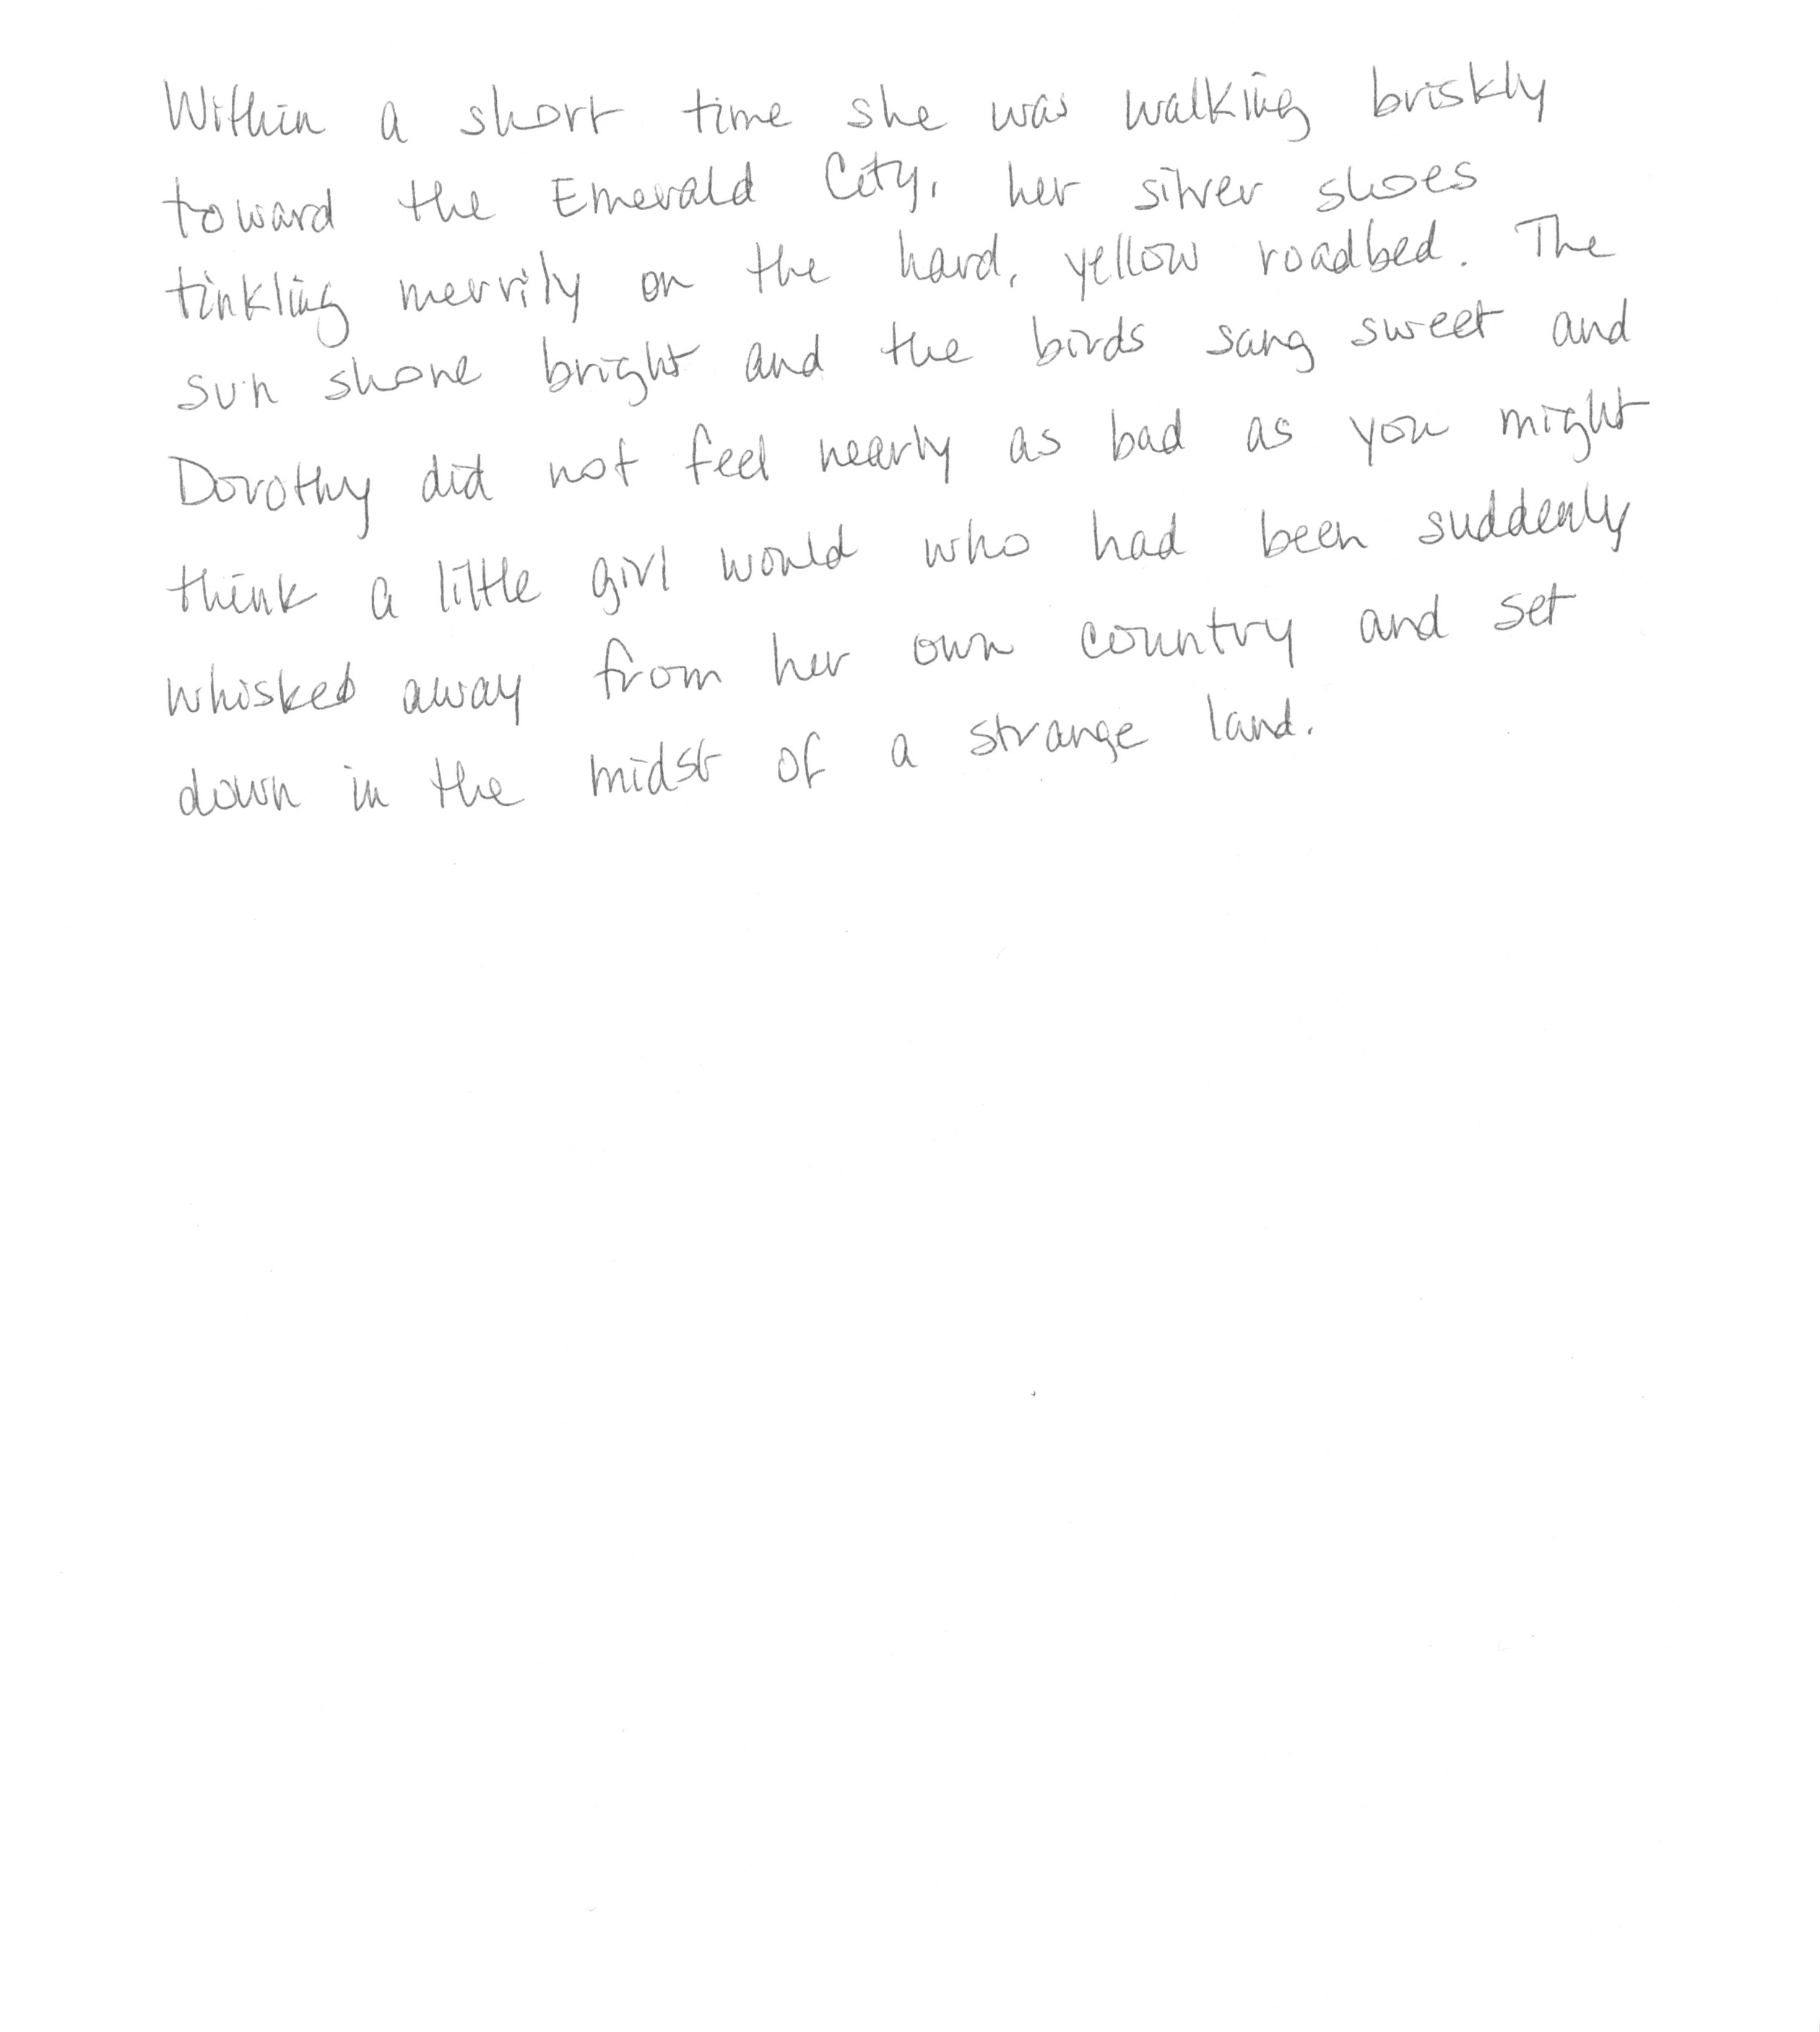 Within a short time she was walking briskly
toward the Emerald City, her silver shoes
tinkling merrily on the hard, yellow roadbed. The
sun shone bright and the birds sang sweet and
Dorothy did not feel nearly as bad as you might
think a little girl would who had been suddenly
whisked away from her own country and set
down in the midst of a strange land.